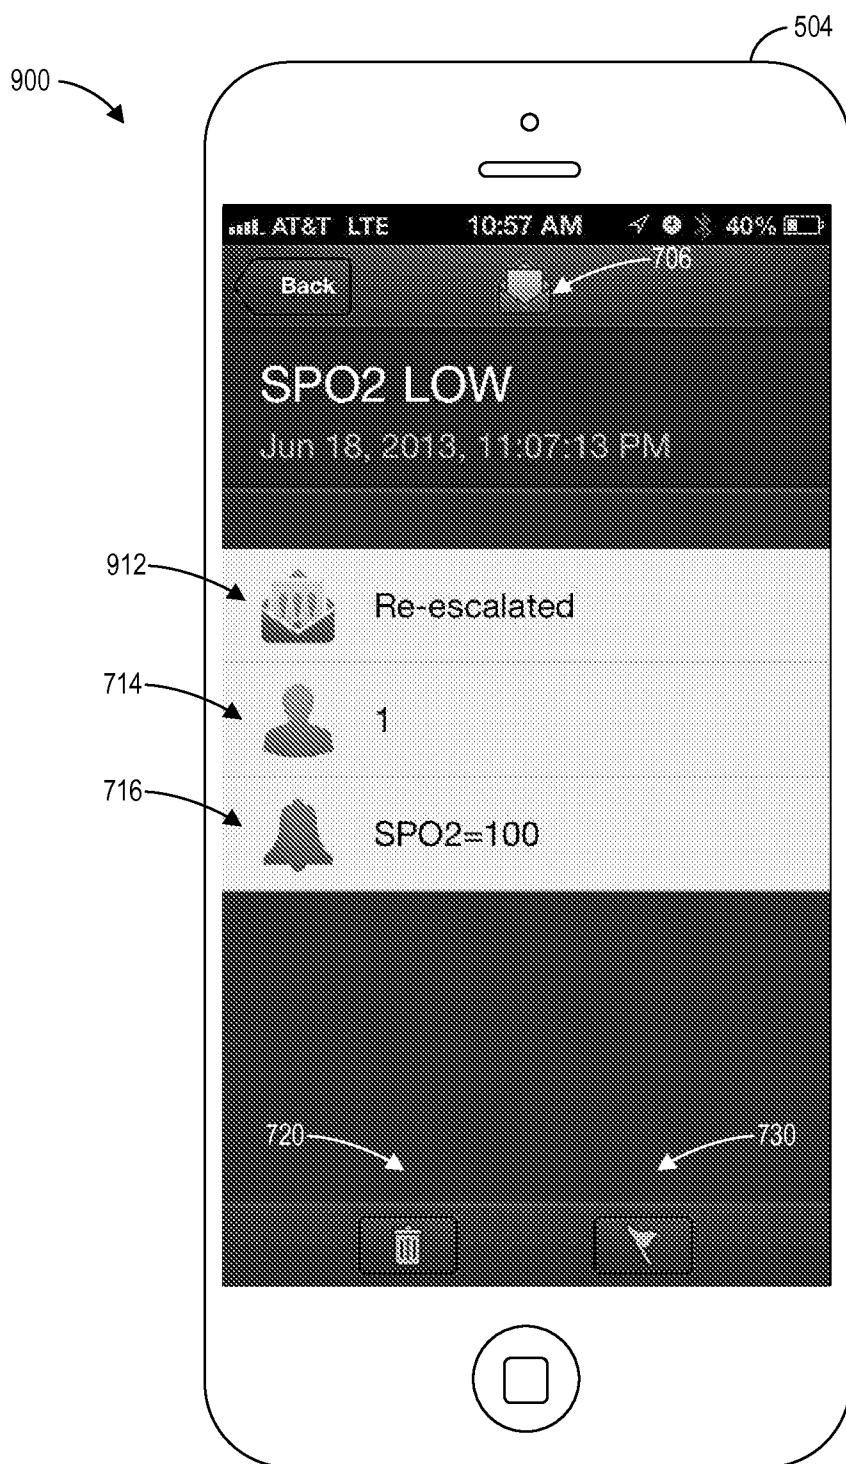 504
900
AT&T LTE 10:57 AM 40%
Back
706
SPO2 LOW
Jun 18, 2013, 11:07:13 PM
912
Re-escalated
714
1
716
SPO2=100
720
730